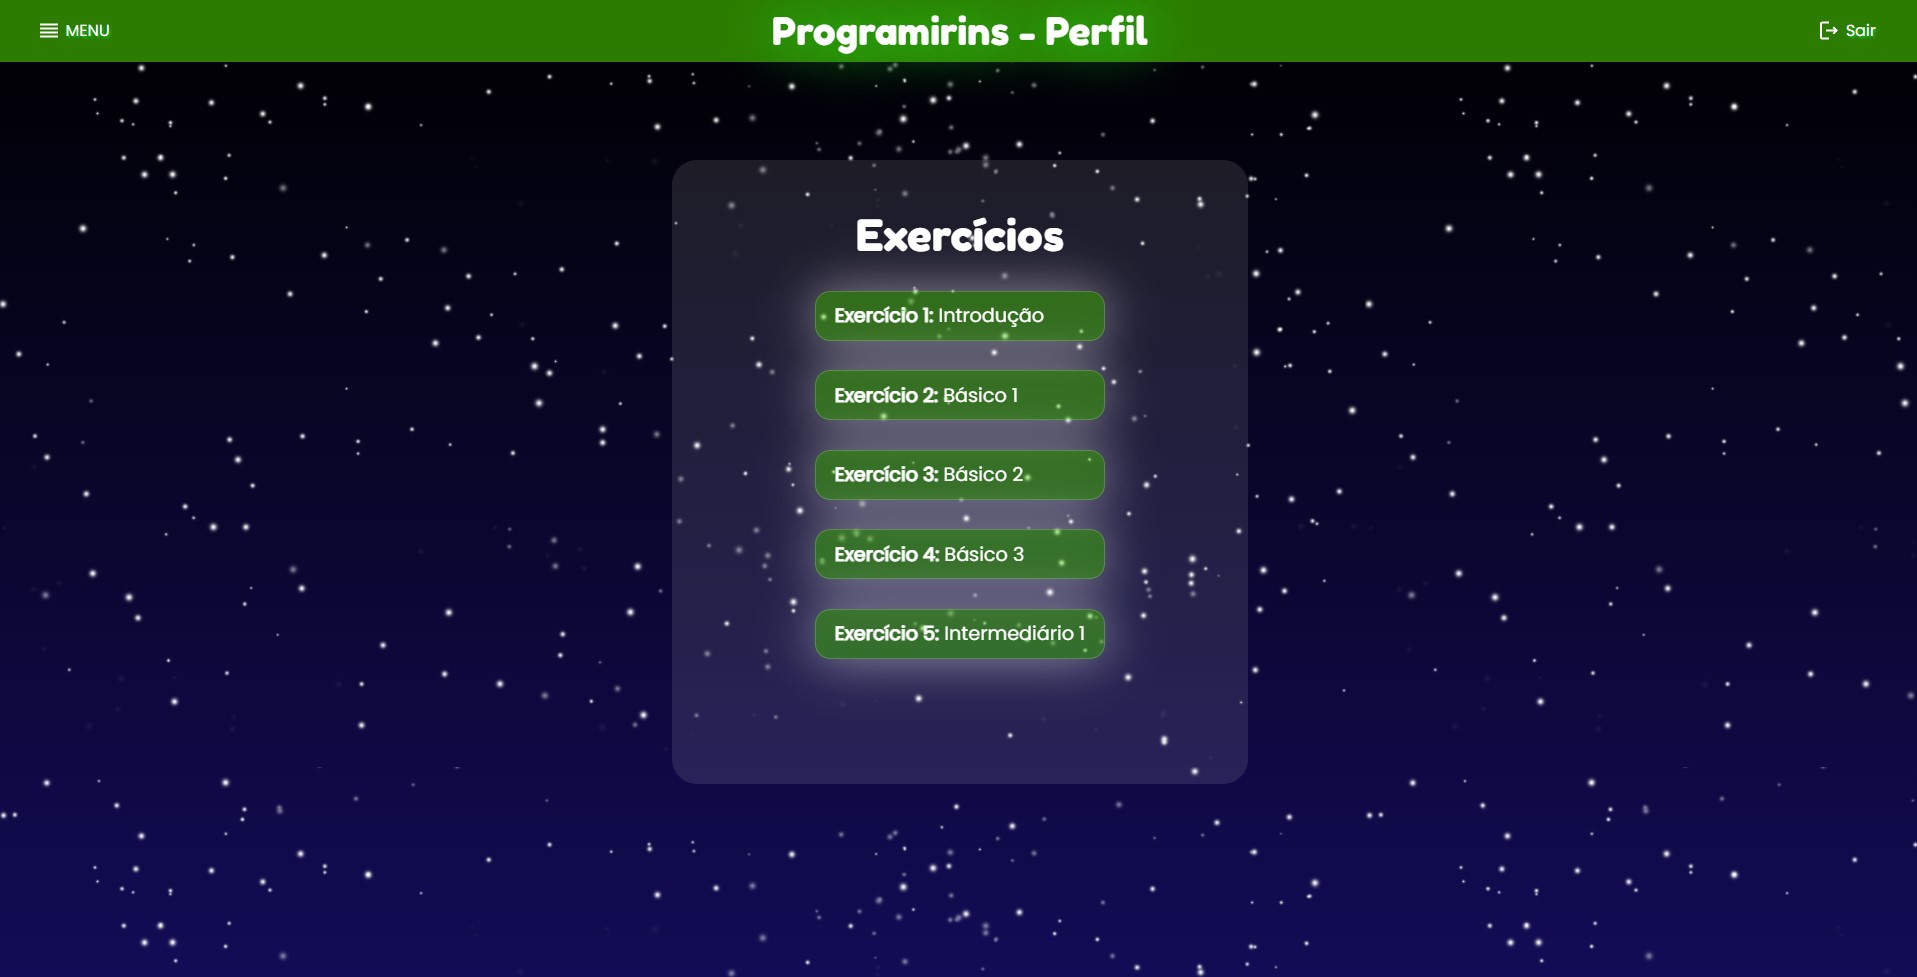 MENU
Programirins - Perfil
Sair
Exercícios
Exercício 1: Introdução
Exercício 2: Básico 1
Exercício 3: Básico 2
Exercício 4: Básico 3
Exercício 5: Intermediário 1